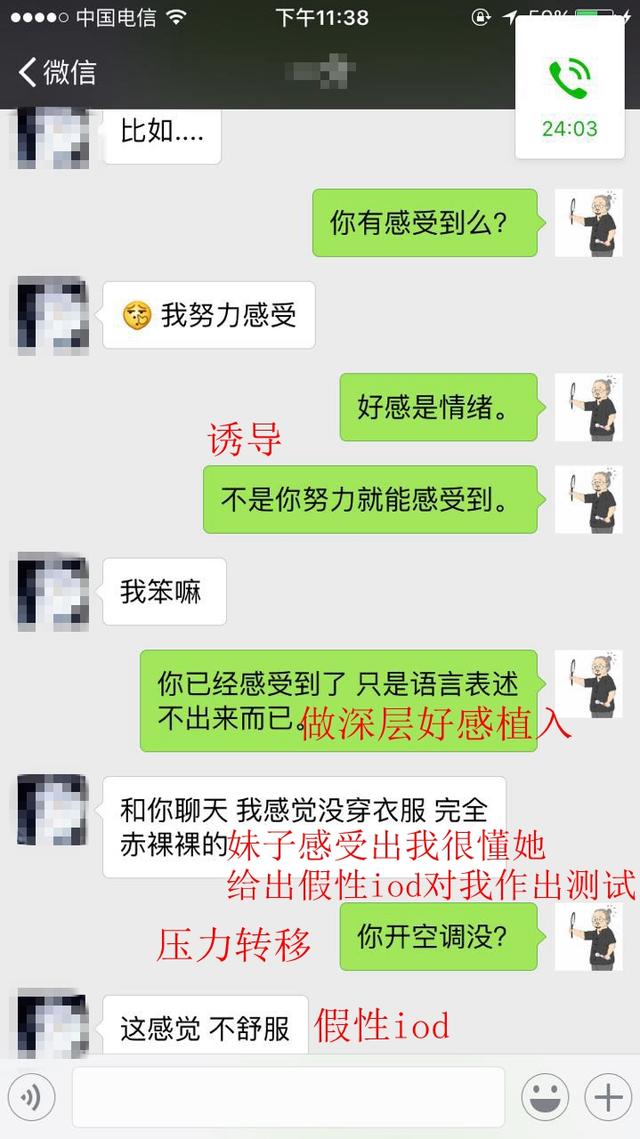 中国电信 下午11:38
微信
24:03
比如....
你有感受到么？
我努力感受
好感是情绪。
诱导
不是你努力就能感受到。
我笨嘛
你已经感受到了 只是语言表述
不出来而已。
做深层好感植入
和你聊天 我感觉没穿衣服 完全
赤裸裸的
妹子感受出我很懂她
给出假性iod对我作出测试
压力转移
你开空调没？
这感觉 不舒服
假性iod